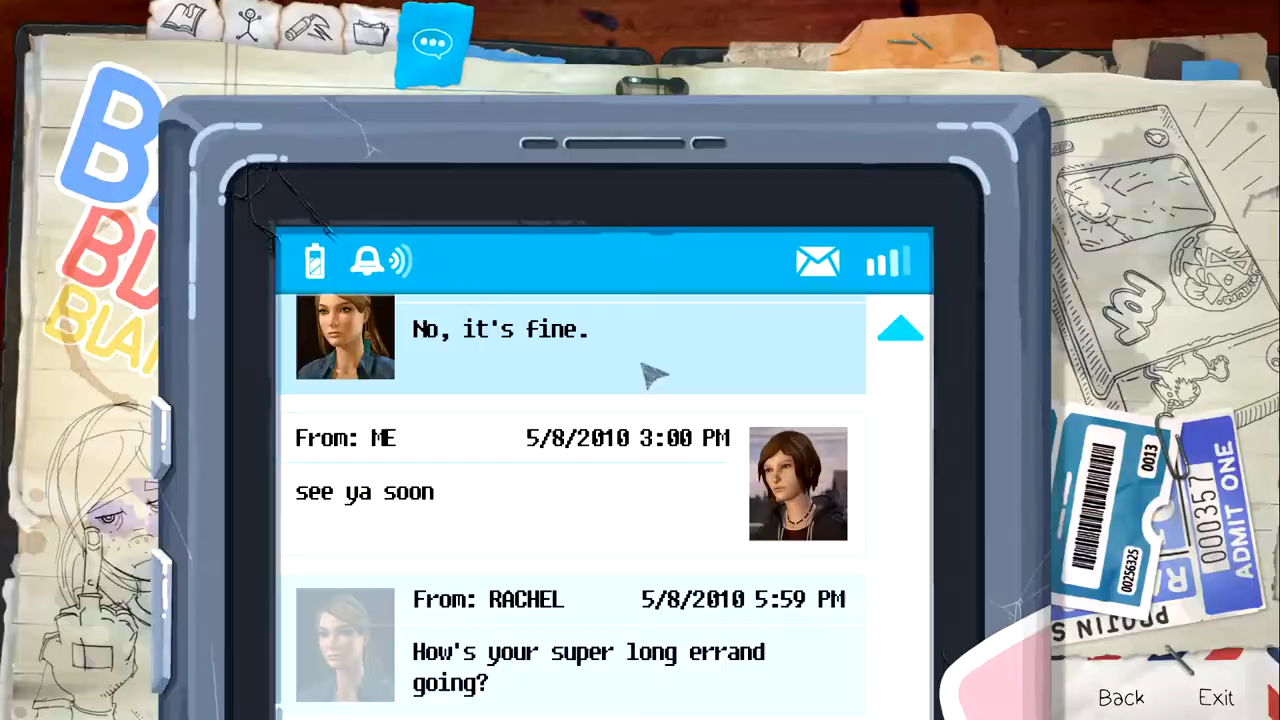 No, it's fine.
From: ME 5/8/2010 3:00 PM
see ya soon
From: RACHEL 5/8/2010 5:59 PM
How's your super long errand
going?
0013
00256325
000357
ADMIT ONE
Back Exit